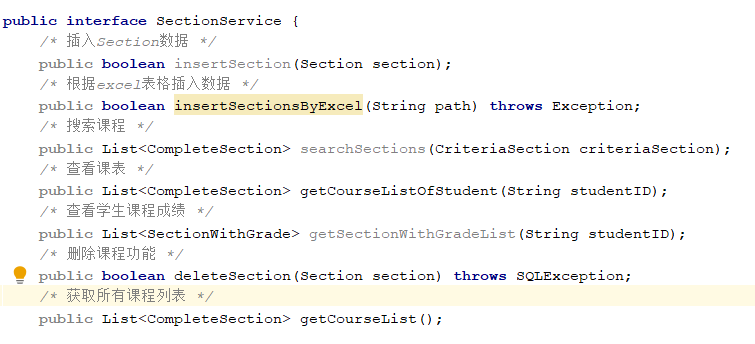 public interface SectionService {
/* 插入Section数据 */
public boolean insertSection(Section section);
/* 根据excel表格插入数据 */
public boolean insertSectionsByExcel(String path) throws Exception;
/* 搜索课程 */
public List<CompleteSection> searchSections(CriteriaSection criteriaSection);
/* 查看课表 */
public List<CompleteSection> getCourseListOfStudent(String studentID);
/* 查看学生课程成绩 */
public List<SectionWithGrade> getSectionWithGradeList(String studentID);
/* 删除课程功能 */
public boolean deleteSection(Section section) throws SQLException;
/* 获取所有课程列表 */
public List<CompleteSection> getCourseList();